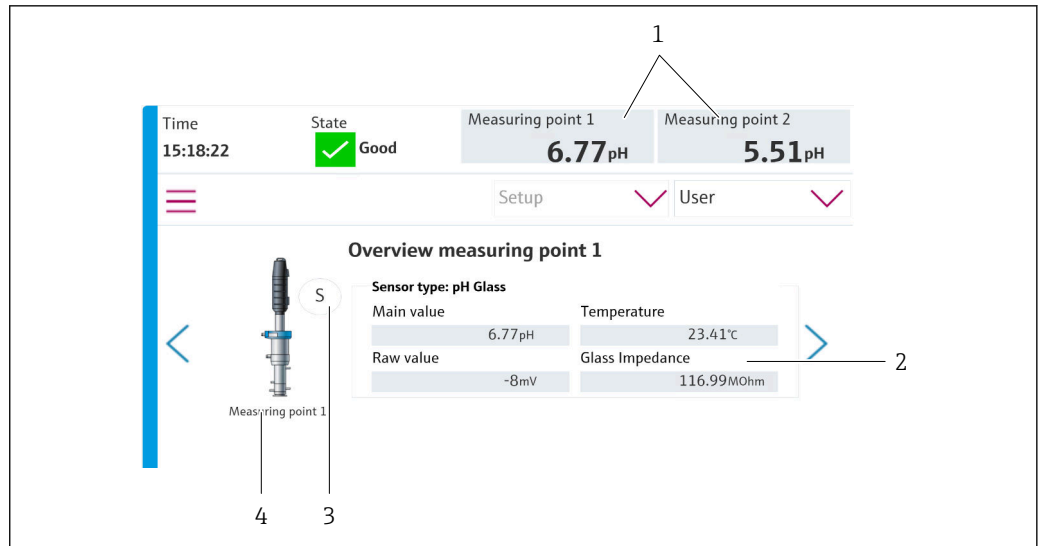 1
Time
State
Measuring point 1
Measuring point 2
15:18:22
Good
6.77pH
5.51pH
Setup
User
Overview measuring point 1
S
Sensor type: pH Glass
Main value
Temperature
6.77pH
23.41°C
Raw value
Glass Impedance
2
-8mV
116.99MOhm
Measuring point 1
4
3